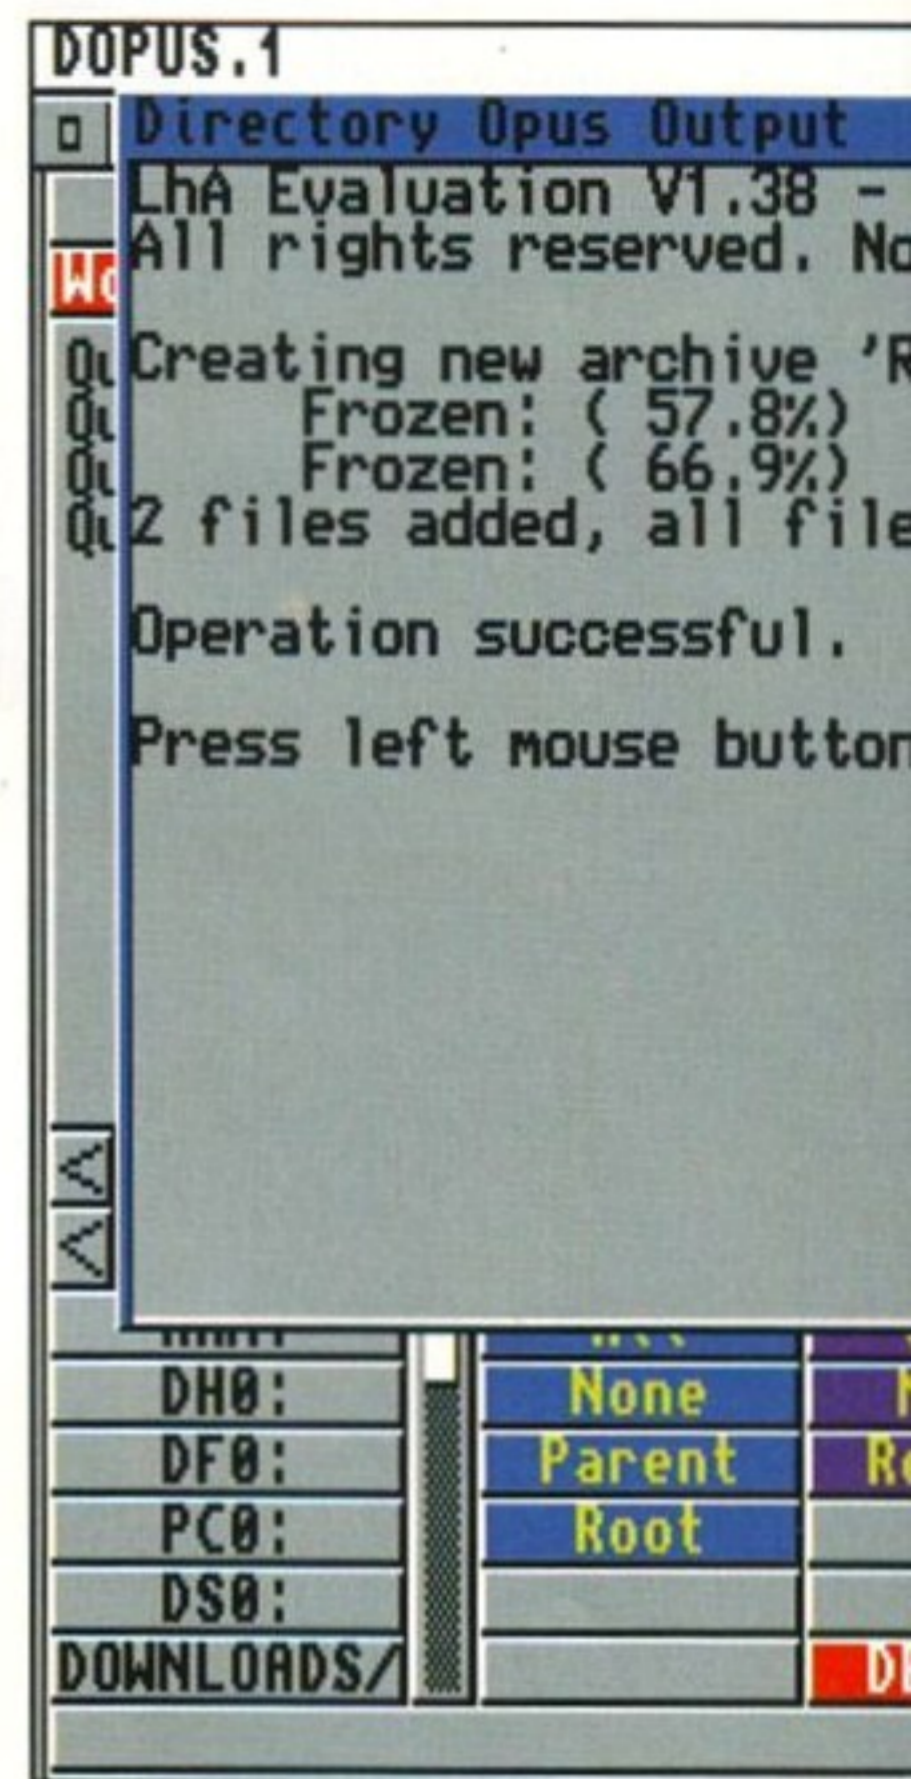 DOPUS.1
Directory Opus Output
LhA Evaluation V1.38 -
All rights reserved. No
Creating new archive 'R
Frozen: ( 57.8%)
Frozen: ( 66.9%)
2 files added, all file
Operation successful.
Press left mouse button
DH0:
None
DF0:
Parent
PC0:
Root
DS0:
DOWNLOADS/